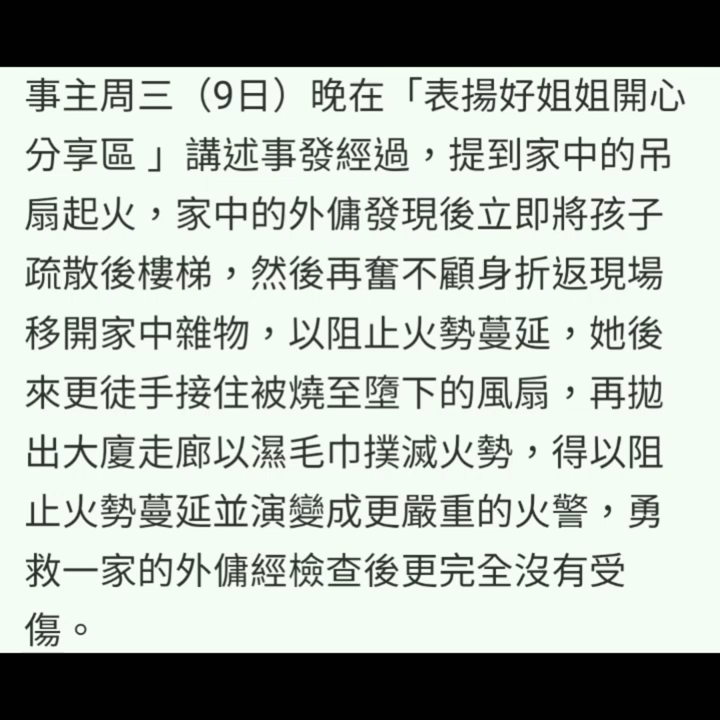 事主周三（9日）晚在「表揚好姐姐開心
分享區 」講述事發經過，提到家中的吊
扇起火，家中的外傭發現後立即將孩子
疏散後樓梯，然後再奮不顧身折返現場
移開家中雜物，以阻止火勢蔓延，她後
來更徒手接住被燒至墮下的風扇，再拋
出大廈走廊以濕毛巾撲滅火勢，得以阻
止火勢蔓延並演變成更嚴重的火警，勇
救一家的外傭經檢查後更完全沒有受
傷。